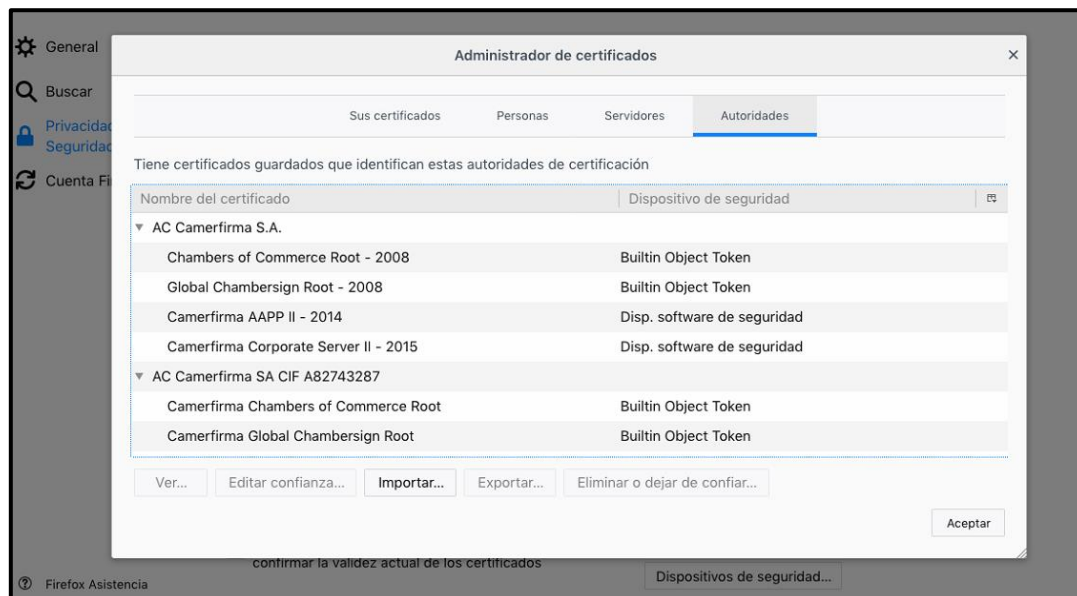 General
Administrador de certificados
Buscar
Sus certificados Personas Servidores Autoridades
Privacidad
Seguridad
Tiene certificados guardados que identifican estas autoridades de certificación
Cuenta Fi
Nombre del certificado Dispositivo de seguridad
AC Camerfirma S.A.
Chambers of Commerce Root - 2008 Builtin Object Token
Global Chambersign Root - 2008 Builtin Object Token
Camerfirma AAPP II - 2014 Disp. software de seguridad
Camerfirma Corporate Server II - 2015 Disp. software de seguridad
AC Camerfirma SA CIF A82743287
Camerfirma Chambers of Commerce Root Builtin Object Token
Camerfirma Global Chambersign Root Builtin Object Token
Ver... Editar confianza... Importar... Exportar... Eliminar o dejar de confiar...
Aceptar
confirmar la validez actual de los certificados
Dispositivos de seguridad...
Firefox Asistencia